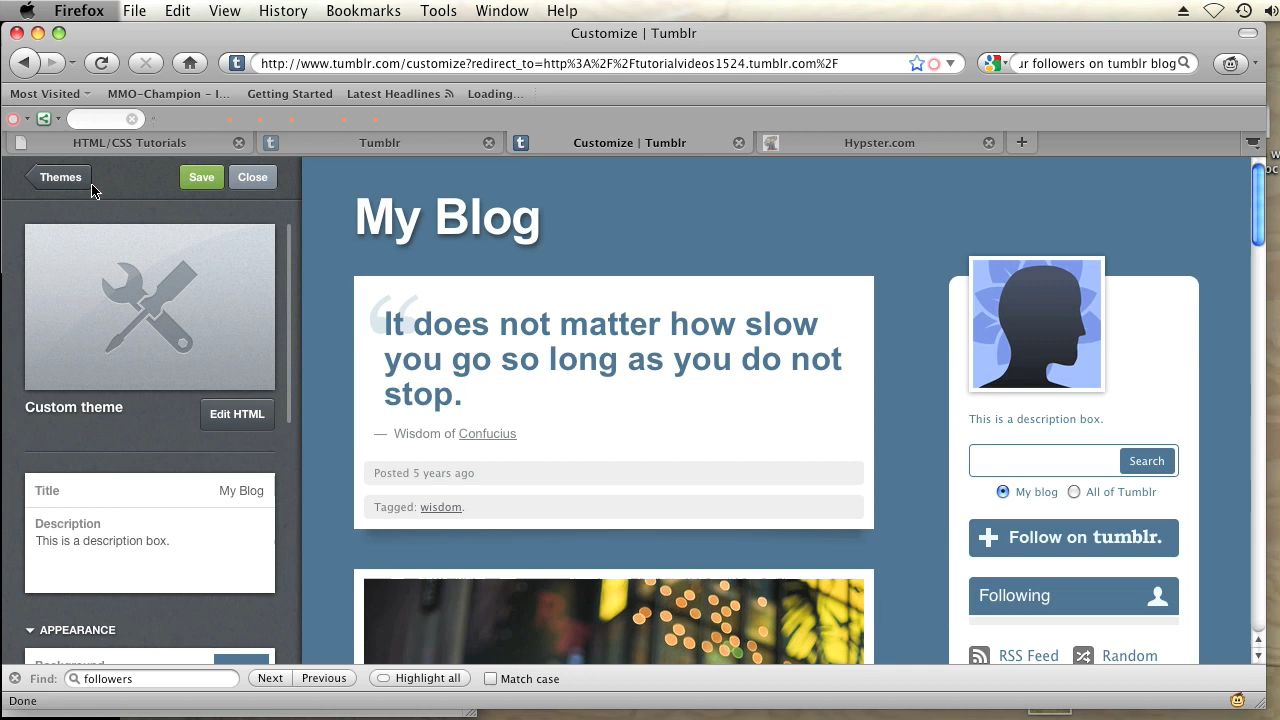 Firefox File Edit View History Bookmarks Tools Window Help
Customize | Tumblr
http://www.tumblr.com/customize?redirect_to=http%3A%2F%2Ftutorialvideos1524.tumblr.com%2F
ur followers on tumblr blog
Most Visited MMO-Champion – I... Getting Started Latest Headlines Loading...
HTML/CSS Tutorials Tumblr Customize | Tumblr Hypster.com
Themes Save Close
Custom theme
Edit HTML
Title My Blog
Description
This is a description box.
APPEARANCE
Background
My Blog
“
It does not matter how slow
you go so long as you do not
stop.
— Wisdom of Confucius
Posted 5 years ago
Tagged: wisdom.
This is a description box.
Search
My blog All of Tumblr
Follow on tumblr.
Following
RSS Feed Random
Find: followers Next Previous Highlight all Match case
Done